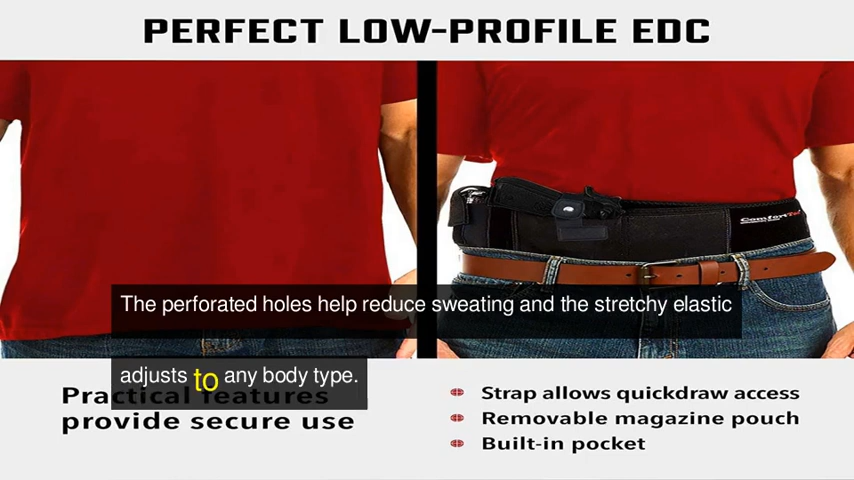 PERFECT LOW-PROFILE EDC
ComforTac
The perforated holes help reduce sweating and the stretchy elastic
adjusts to any body type.
Practical features
provide secure use
Strap allows quickdraw access
Removable magazine pouch
Built-in pocket